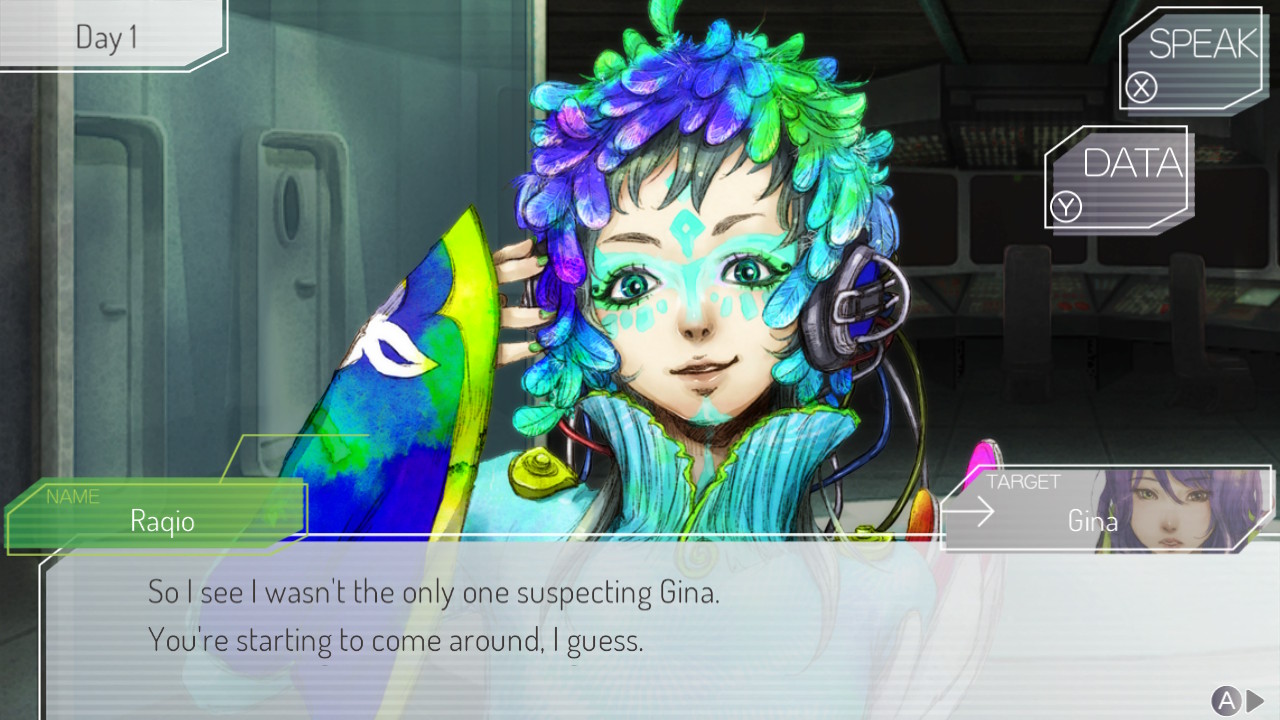 Day 1
SPEAK
X
DATA
Y
NAME
Raqio
TARGET
Gina
So I see I wasn't the only one suspecting Gina.
You're starting to come around, I guess.
A